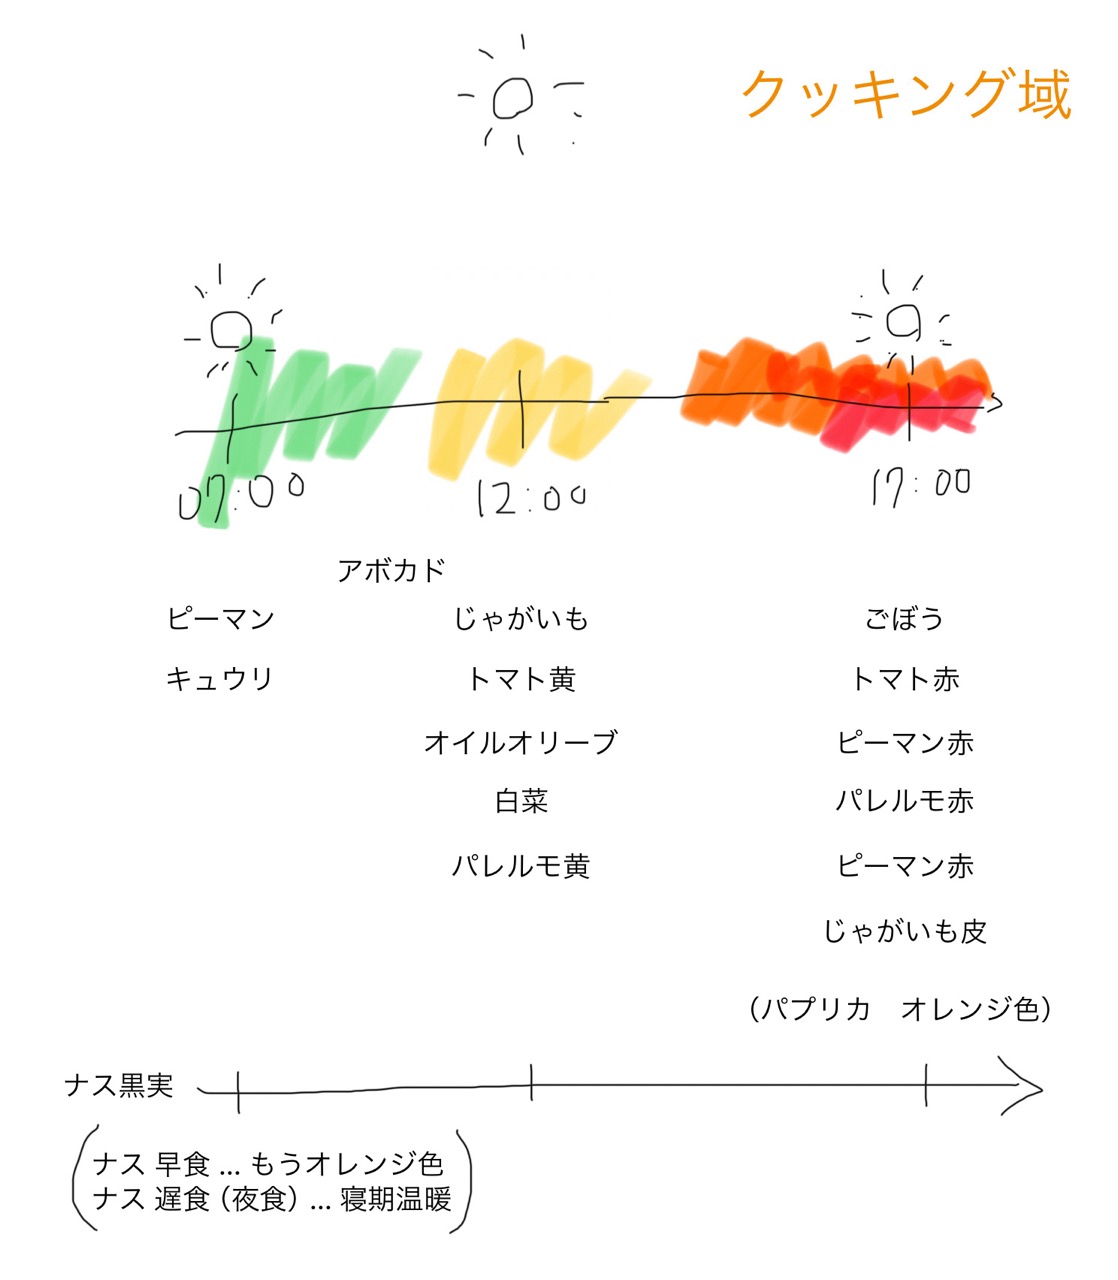 クッキング域
07:00
12:00
17:00
アボカド
ピーマン
じゃがいも
ごぼう
キュウリ
トマト黄
トマト赤
オイルオリーブ
ピーマン赤
白菜
パレルモ赤
パレルモ黄
ピーマン赤
じゃがいも皮
（パプリカ　オレンジ色）
ナス黒実
ナス 早食 ... もうオレンジ色
ナス 遅食（夜食）... 寝期温暖